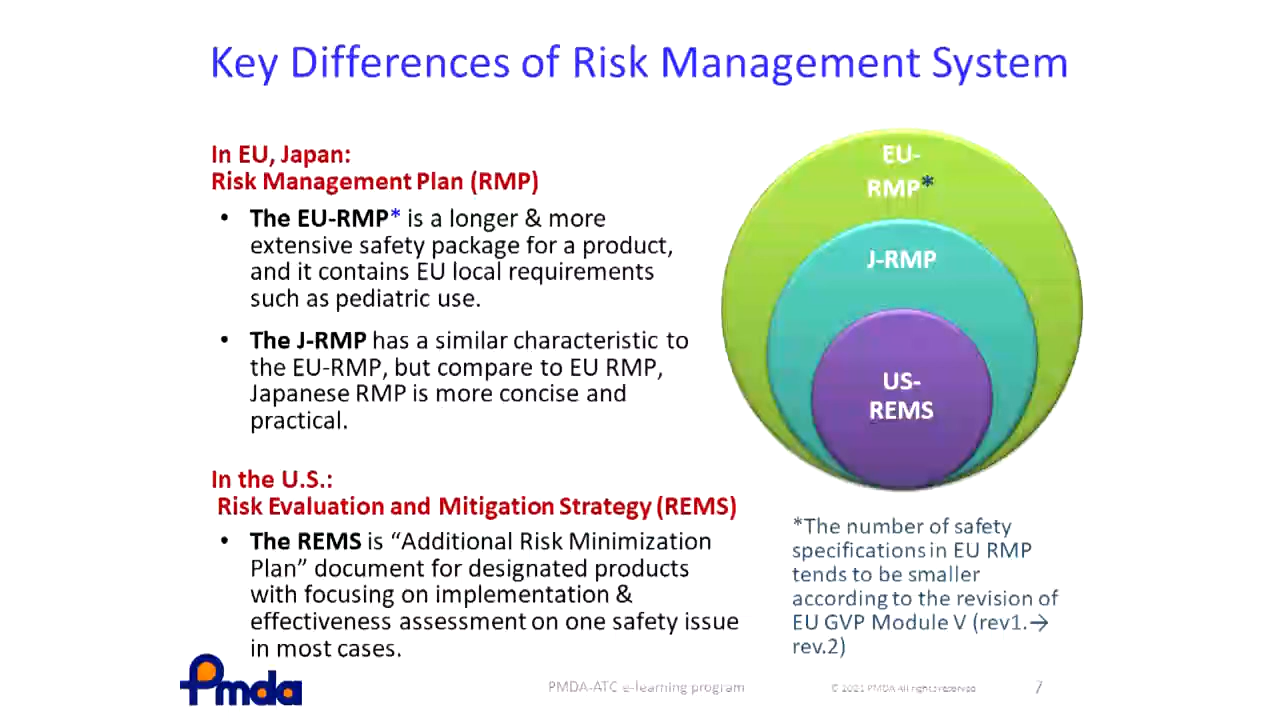 Key Differences of Risk Management System
In EU, Japan:
Risk Management Plan (RMP)
• The EU-RMP* is a longer & more
extensive safety package for a product,
and it contains EU local requirements
such as pediatric use.
• The J-RMP has a similar characteristic to
the EU-RMP, but compare to EU RMP,
Japanese RMP is more concise and
practical.
In the U.S.:
Risk Evaluation and Mitigation Strategy (REMS)
• The REMS is “Additional Risk Minimization
Plan” document for designated products
with focusing on implementation &
effectiveness assessment on one safety issue
in most cases.
EU-
RMP*
J-RMP
US-
REMS
*The number of safety
specifications in EU RMP
tends to be smaller
according to the revision of
EU GVP Module V (rev1.→
rev.2)
Pmda
PMDA-ATC e-learning program
© 2021 PMDA All rights reserved
7